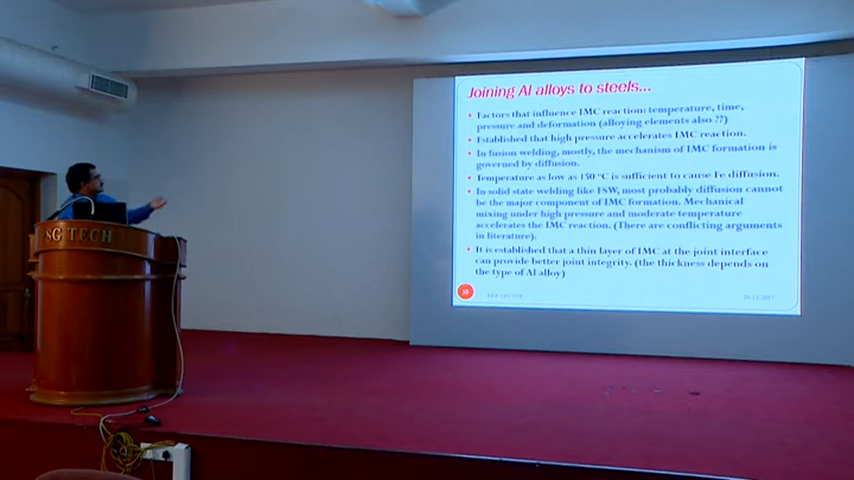 Joining Al alloys to steels...
• Factors that influence IMC reaction: temperature, time,
pressure and deformation (alloying elements also ??)
• Established that high pressure accelerates IMC reaction.
• In fusion welding, mostly, the mechanism of IMC formation is
governed by diffusion.
• Temperature as low as 150 °C is sufficient to cause Fe diffusion.
• In solid state welding like FSW, most probably diffusion cannot
be the major component of IMC formation. Mechanical
mixing under high pressure and moderate temperature
accelerates the IMC reaction. (There are conflicting arguments
in literature).
• It is established that a thin layer of IMC at the joint interface
can provide better joint integrity. (the thickness depends on
the type of Al alloy)
SG TECH